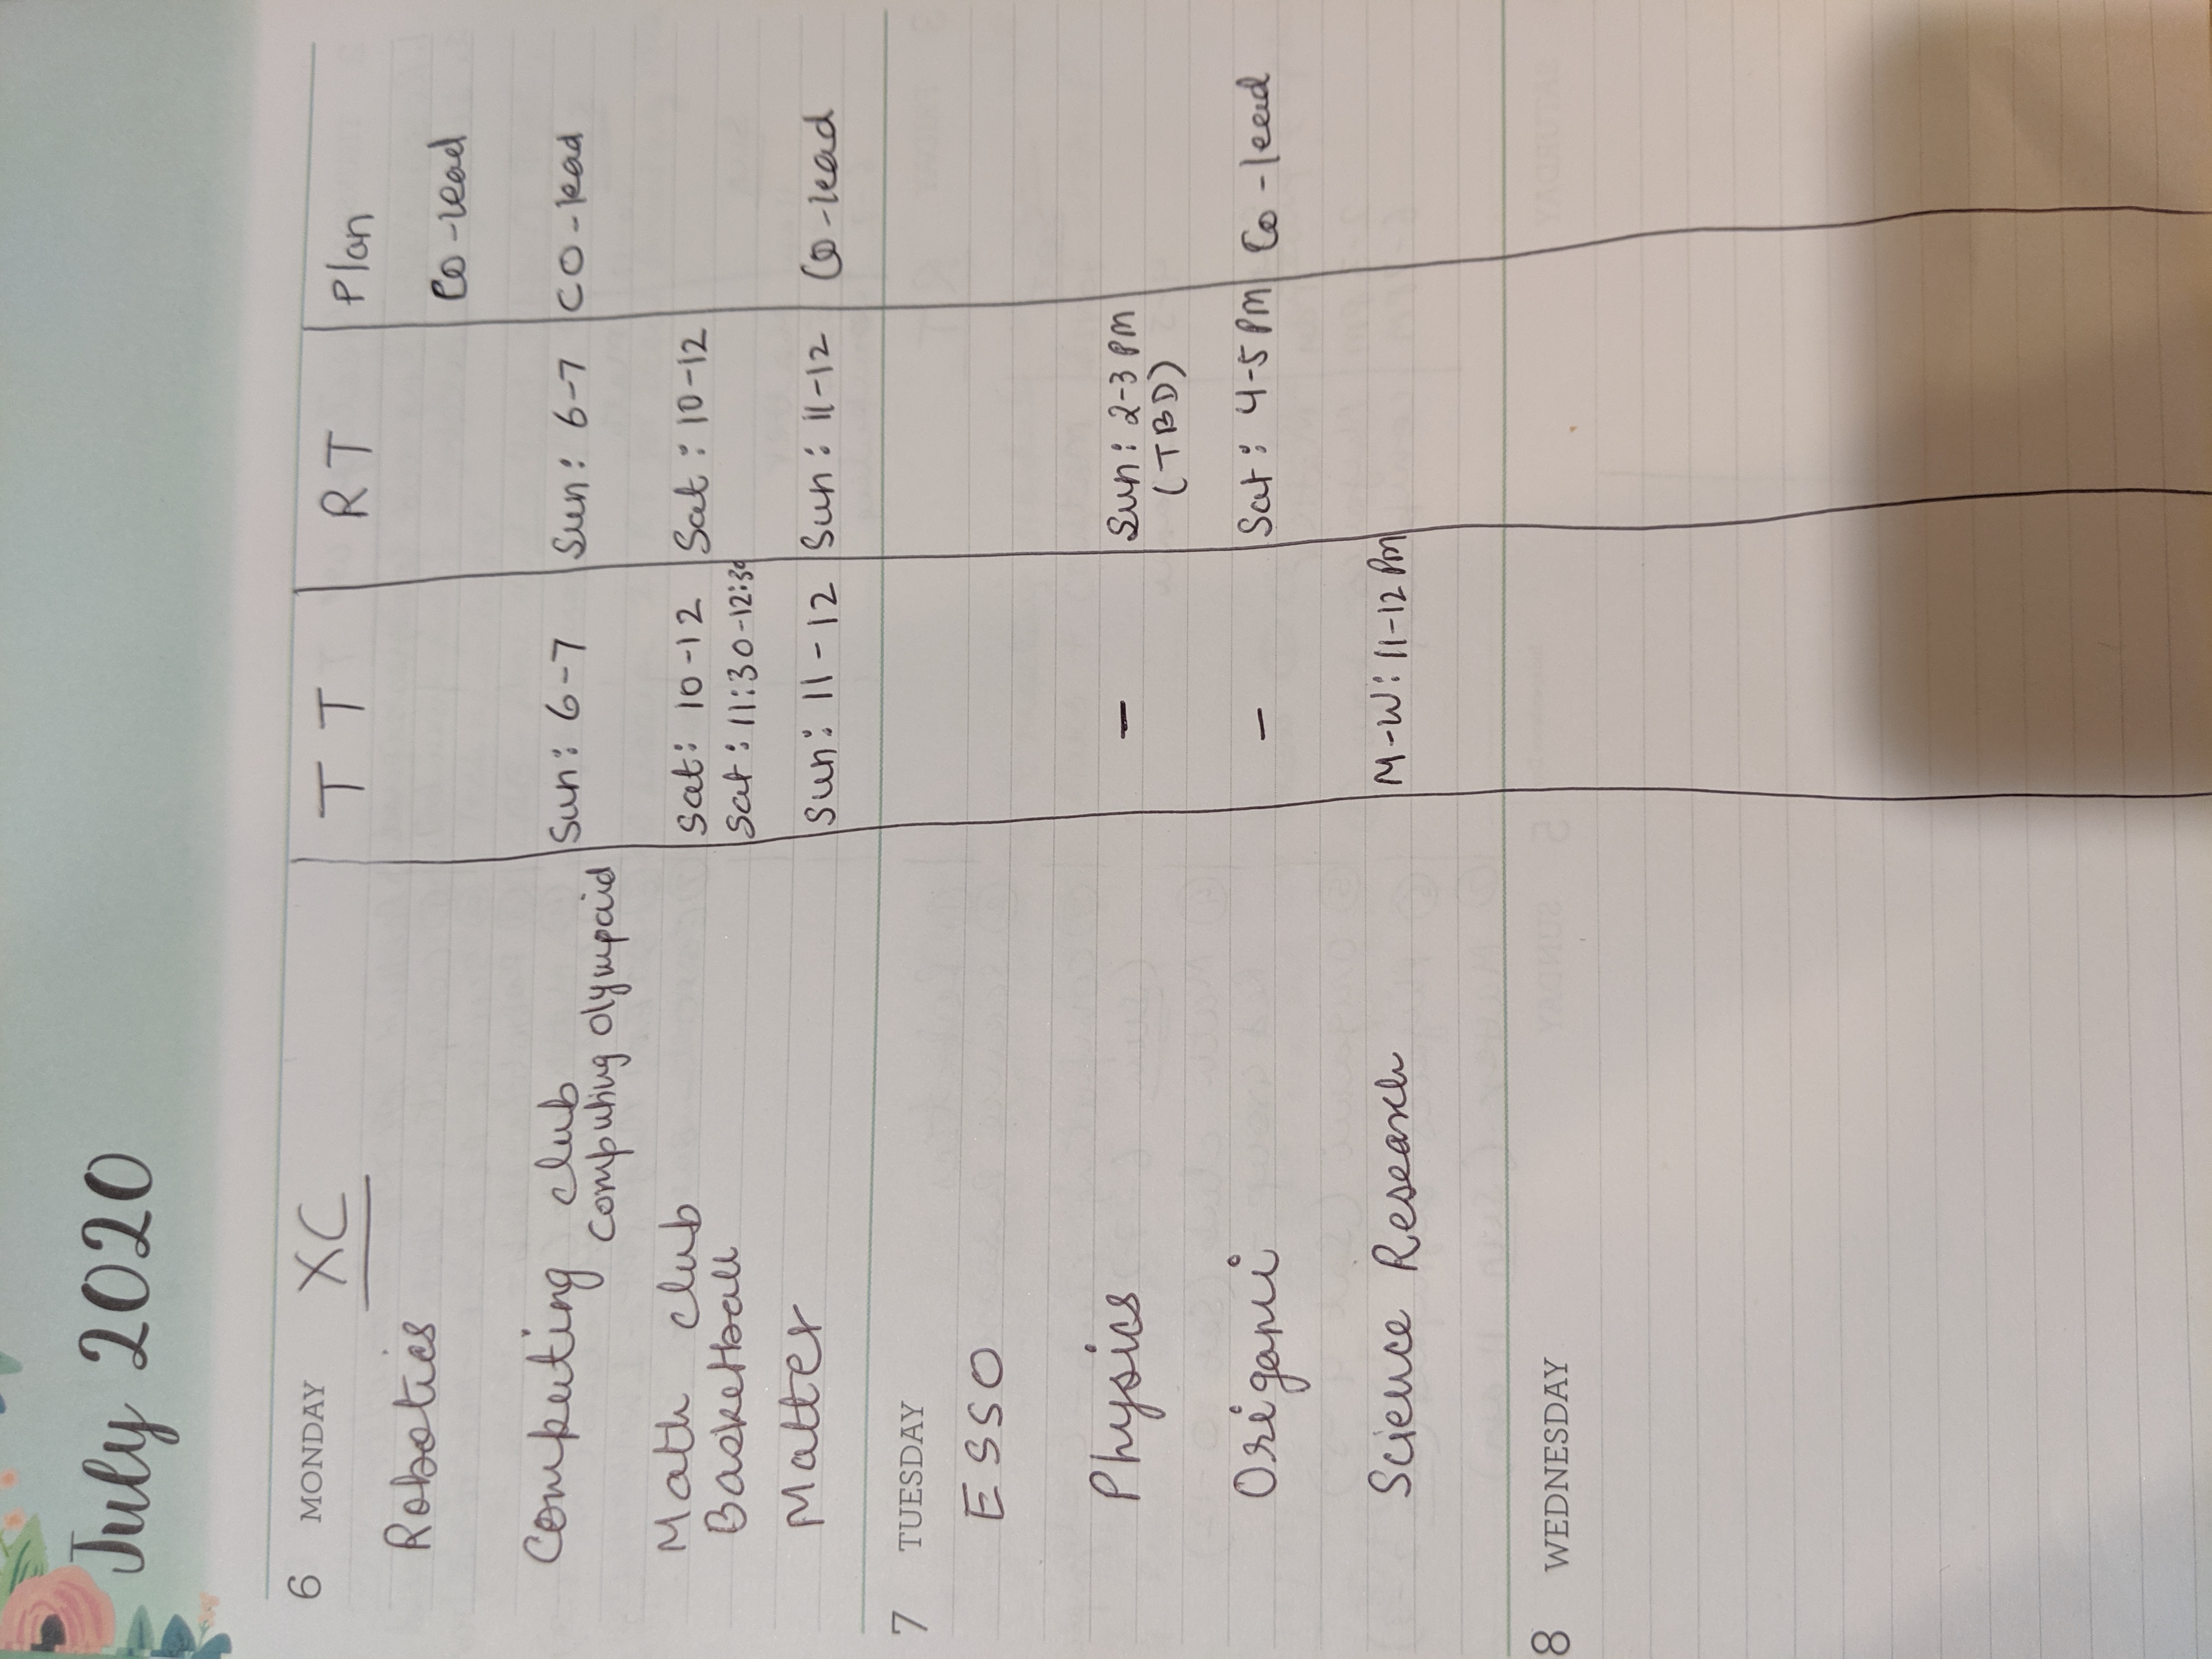 July 2020
6 MONDAY XC TT RT Plan
Robotics
Co-lead
Computing club Sun: 6-7 Sun: 6-7 CO-lead
Computing Olympaid
Math club Sat: 10-12 Sat: 10-12
Basketball Sat: 11:30-12:30
Matter Sun: 11-12 Sun: 11-12 Co-lead
7 TUESDAY
ESSO
Physics - Sun: 2-3 PM
(TBD)
Origami - Sat: 4-5 PM Co-lead
Science Research M-W: 11-12 PM
8 WEDNESDAY